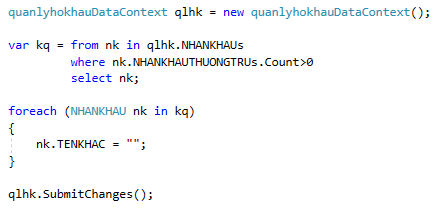 quanlyhokhauDataContext qlhk = new quanlyhokhauDataContext();
var kq = from nk in qlhk.NHANKHAUs
where nk.NHANKHAUTHUONGTRUs.Count>0
select nk;
foreach (NHANKHAU nk in kq)
{
nk.TENKHAC = "";
}
qlhk.SubmitChanges();